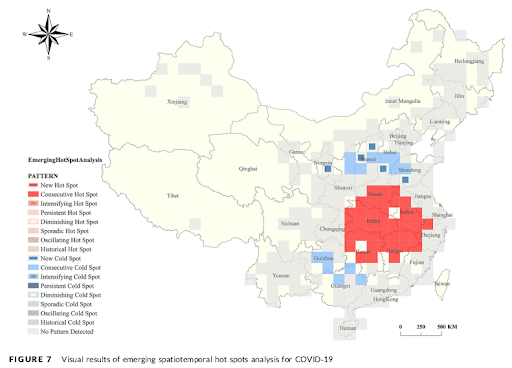 N
W E
S
Heilongjiang
Jilin
Xinjiang
Inner Mongolia
Liaoning
Beijing
Tianjing
Hebei
Gansu
Ningxia
Shanxi
Shandong
EmergingHotSpotAnalysis
Qinghai
PATTERN
New Hot Spot
Consecutive Hot Spot
Intensifying Hot Spot
Persistent Hot Spot
Diminishing Hot Spot
Sporadic Hot Spot
Oscillating Hot Spot
Historical Hot Spot
New Cold Spot
Consecutive Cold Spot
Intensifying Cold Spot
Persistent Cold Spot
Diminishing Cold Spot
Sporadic Cold Spot
Oscillating Cold Spot
Historical Cold Spot
No Pattern Detected
Shaanxi
Henan
Jiangsu
Tibet
Anhui
Shanghai
Sichuan
Chongqing
Hubei
Zhejiang
Hunan
Jiangxi
Guizhou
Fujian
Yunnan
Guangxi
Guangdong
Taiwan
HongKong
Hainan
0 250 500 KM
FIGURE 7 Visual results of emerging spatiotemporal hot spots analysis for COVID-19